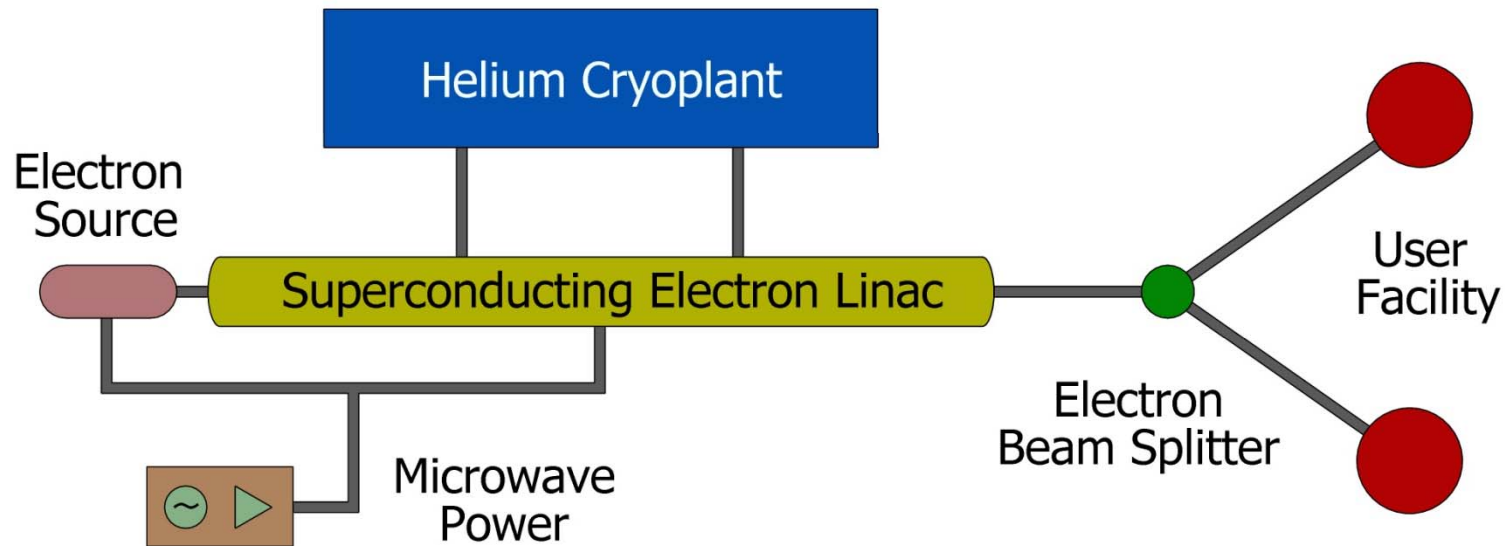 Helium Cryoplant
Electron
Source
Superconducting Electron Linac
User
Facility
Electron
Beam Splitter
Microwave
Power
~